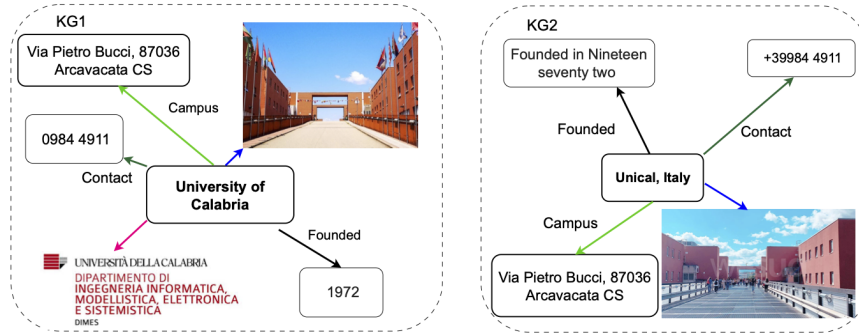 KG1
Via Pietro Bucci, 87036
Arcavacata CS
Campus
0984 4911
Contact
University of
Calabria
Founded
1972
UNIVERSITÀ DELLA CALABRIA
DIPARTIMENTO DI
INGEGNERIA INFORMATICA,
MODELLISTICA, ELETTRONICA
E SISTEMISTICA
DIMES
KG2
Founded in Nineteen
seventy two
+39984 4911
Founded
Contact
Unical, Italy
Campus
Via Pietro Bucci, 87036
Arcavacata CS